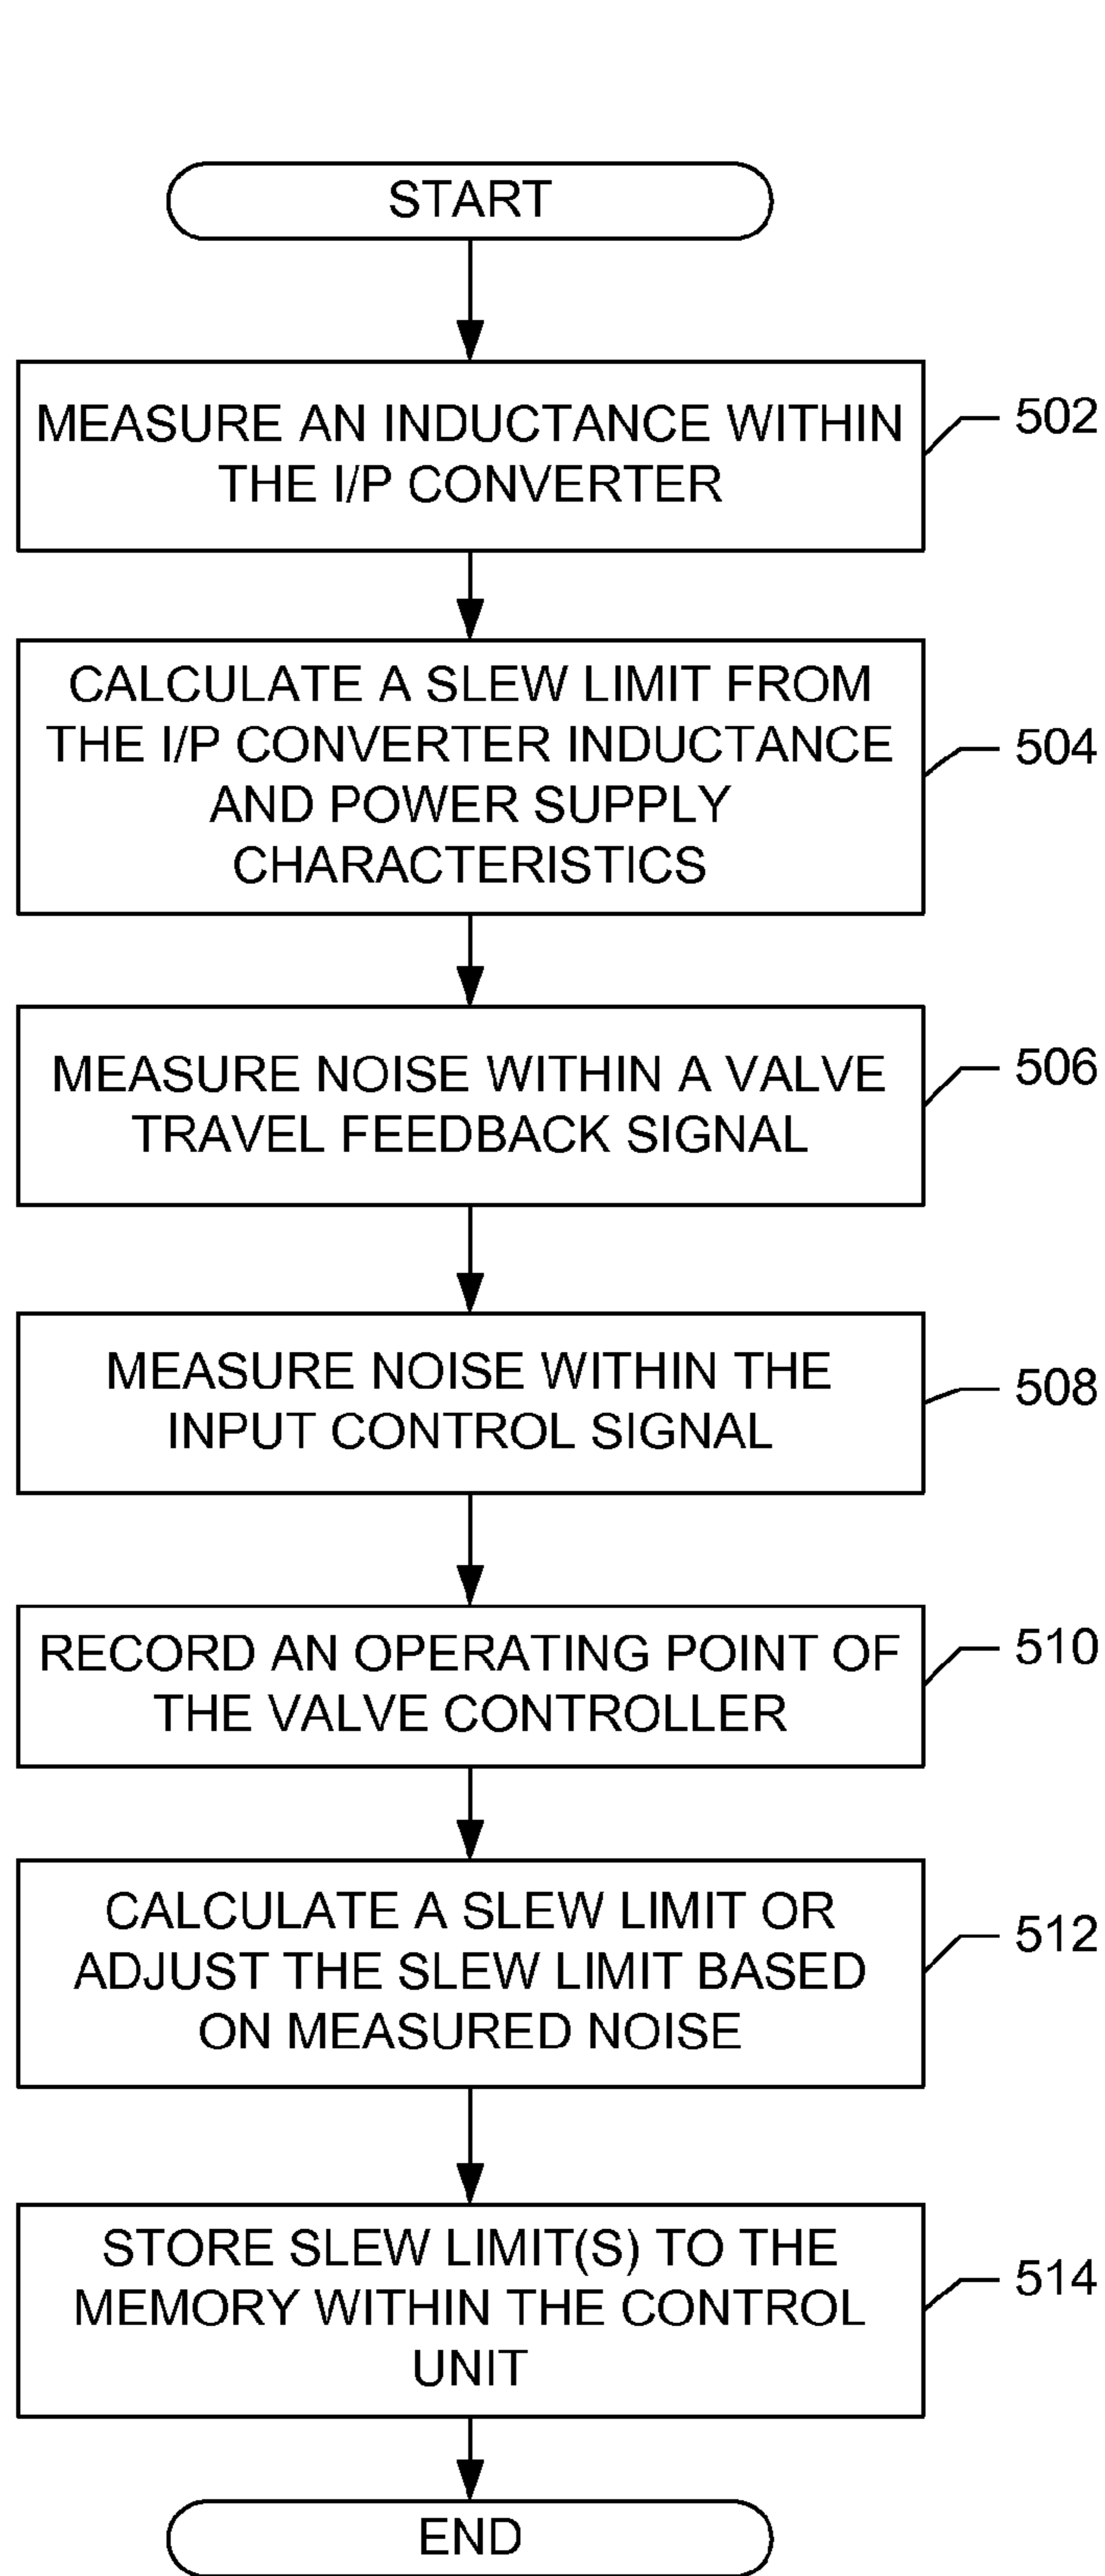 START
MEASURE AN INDUCTANCE WITHIN
THE I/P CONVERTER
502
CALCULATE A SLEW LIMIT FROM
THE I/P CONVERTER INDUCTANCE
AND POWER SUPPLY
CHARACTERISTICS
504
MEASURE NOISE WITHIN A VALVE
TRAVEL FEEDBACK SIGNAL
506
MEASURE NOISE WITHIN THE
INPUT CONTROL SIGNAL
508
RECORD AN OPERATING POINT OF
THE VALVE CONTROLLER
510
CALCULATE A SLEW LIMIT OR
ADJUST THE SLEW LIMIT BASED
ON MEASURED NOISE
512
STORE SLEW LIMIT(S) TO THE
MEMORY WITHIN THE CONTROL
UNIT
514
END